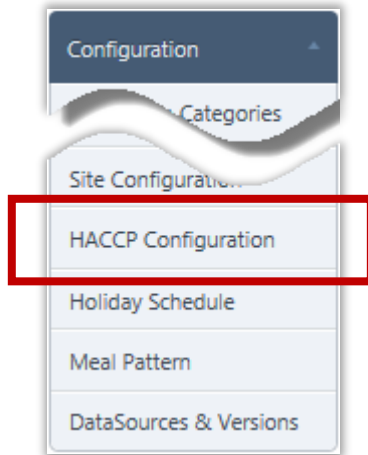 Configuration
Categories
Site Configuration
HACCP Configuration
Holiday Schedule
Meal Pattern
DataSources & Versions